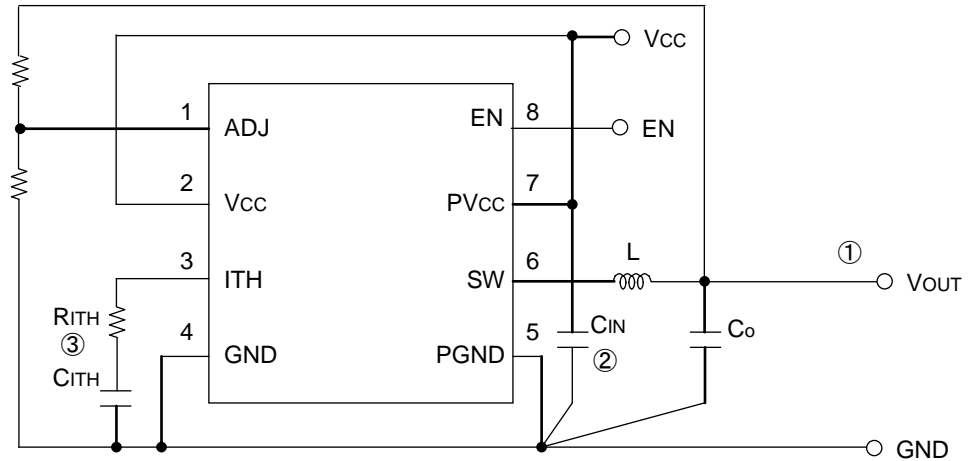 VCC
1
ADJ
EN
8
EN
2
VCC
PVCC
7
3
ITH
SW
6
L
①
VOUT
RITH
③
CITH
4
GND
PGND
5
CIN
②
CO
GND